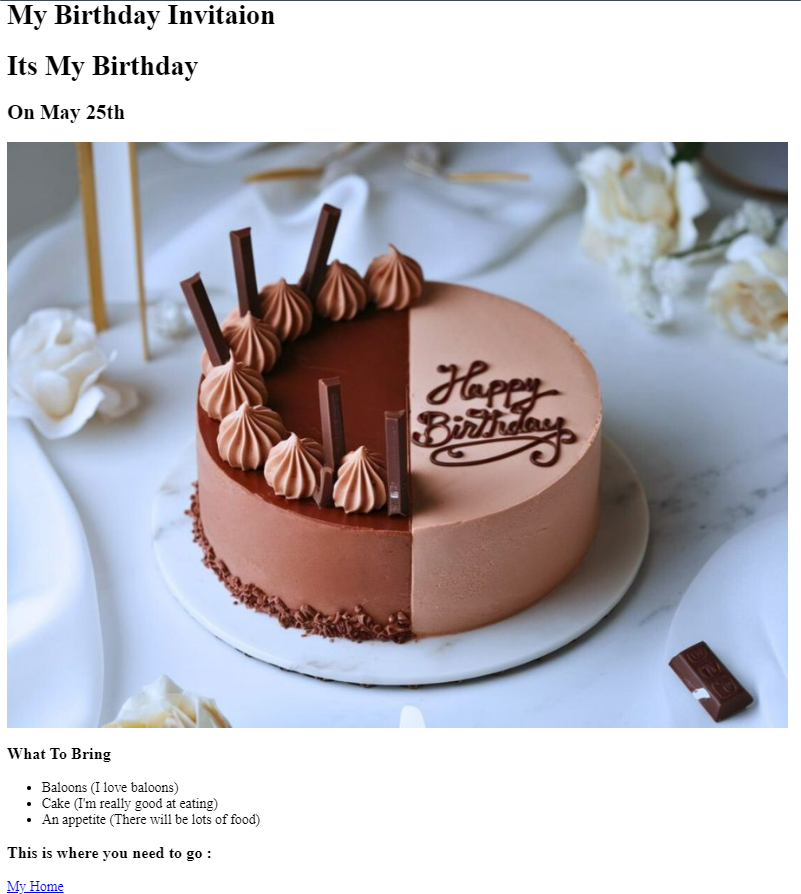 My Birthday Invitaion
Its My Birthday
On May 25th
Happy
Birthday
What To Bring
Baloons (I love baloons)
Cake (I'm really good at eating)
An appetite (There will be lots of food)
This is where you need to go :
My Home